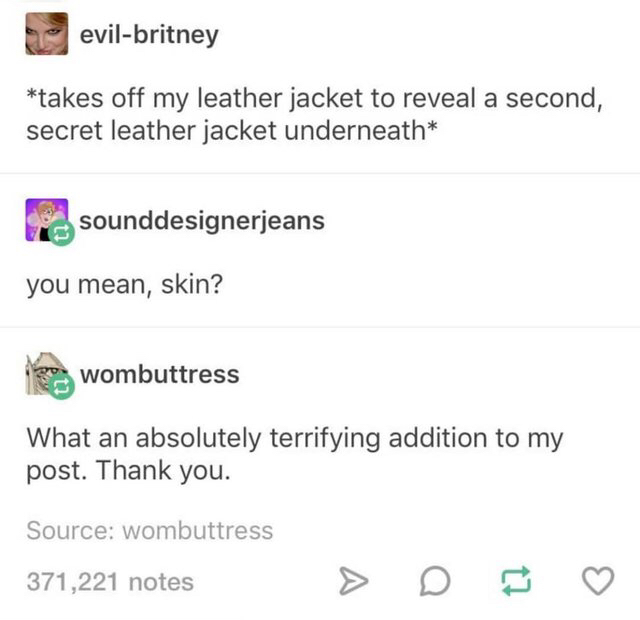 evil-britney
*takes off my leather jacket to reveal a second,
secret leather jacket underneath*
sounddesignerjeans
you mean, skin?
wombuttress
What an absolutely terrifying addition to my
post. Thank you.
Source: wombuttress
371,221 notes